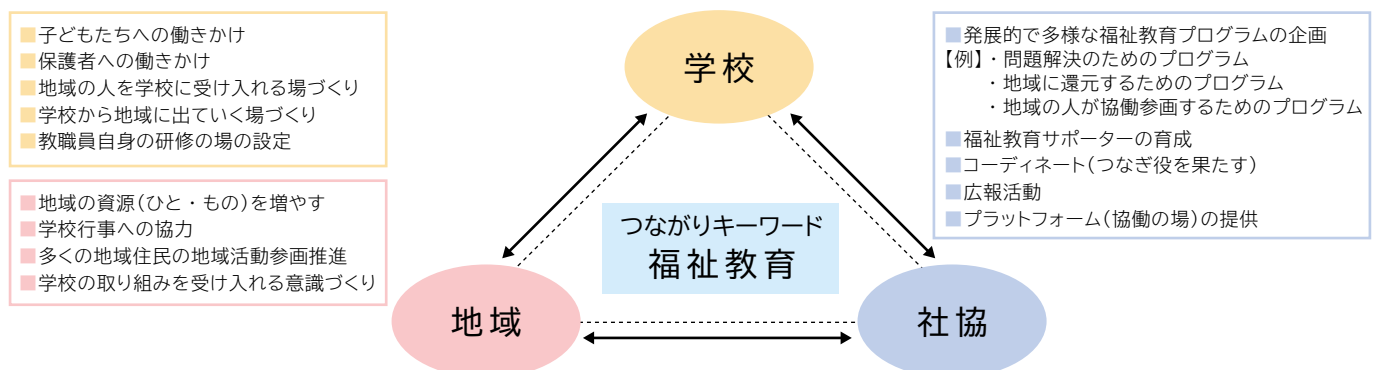 ■子どもたちへの働きかけ
■保護者への働きかけ
■地域の人を学校に受け入れる場づくり
■学校から地域に出ていく場づくり
■教職員自身の研修の場の設定
■地域の資源(ひと・もの)を増やす
■学校行事への協力
■多くの地域住民の地域活動参画推進
■学校の取り組みを受け入れる意識づくり
学校
つながりキーワード
福祉教育
地域
社協
■発展的で多様な福祉教育プログラムの企画
【例】・問題解決のためのプログラム
・地域に還元するためのプログラム
・地域の人が協働参画するためのプログラム
■福祉教育サポーターの育成
■コーディネート(つなぎ役を果たす)
■広報活動
■プラットフォーム(協働の場)の提供